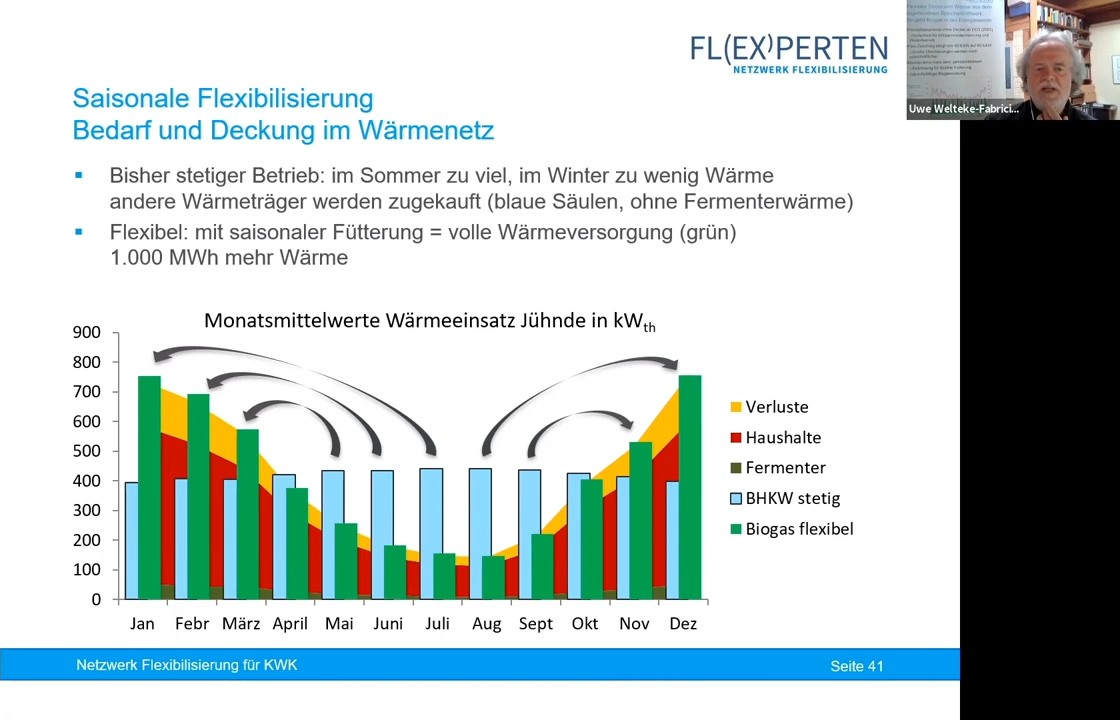 FL(EX)PERTEN
NETZWERK FLEXIBILISIERUNG
Uwe Welteke-Fabrici...
Saisonale Flexibilisierung
Bedarf und Deckung im Wärmenetz
▪ Bisher stetiger Betrieb: im Sommer zu viel, im Winter zu wenig Wärme
andere Wärmeträger werden zugekauft (blaue Säulen, ohne Fermenterwärme)
▪ Flexibel: mit saisonaler Fütterung = volle Wärmeversorgung (grün)
1.000 MWh mehr Wärme
Monatsmittelwerte Wärmeeinsatz Jühnde in kWth
900
800
700
600
500
400
300
200
100
0
Jan Febr März April Mai Juni Juli Aug Sept Okt Nov Dez
Verluste
Haushalte
Fermenter
BHKW stetig
Biogas flexibel
Netzwerk Flexibilisierung für KWK
Seite 41